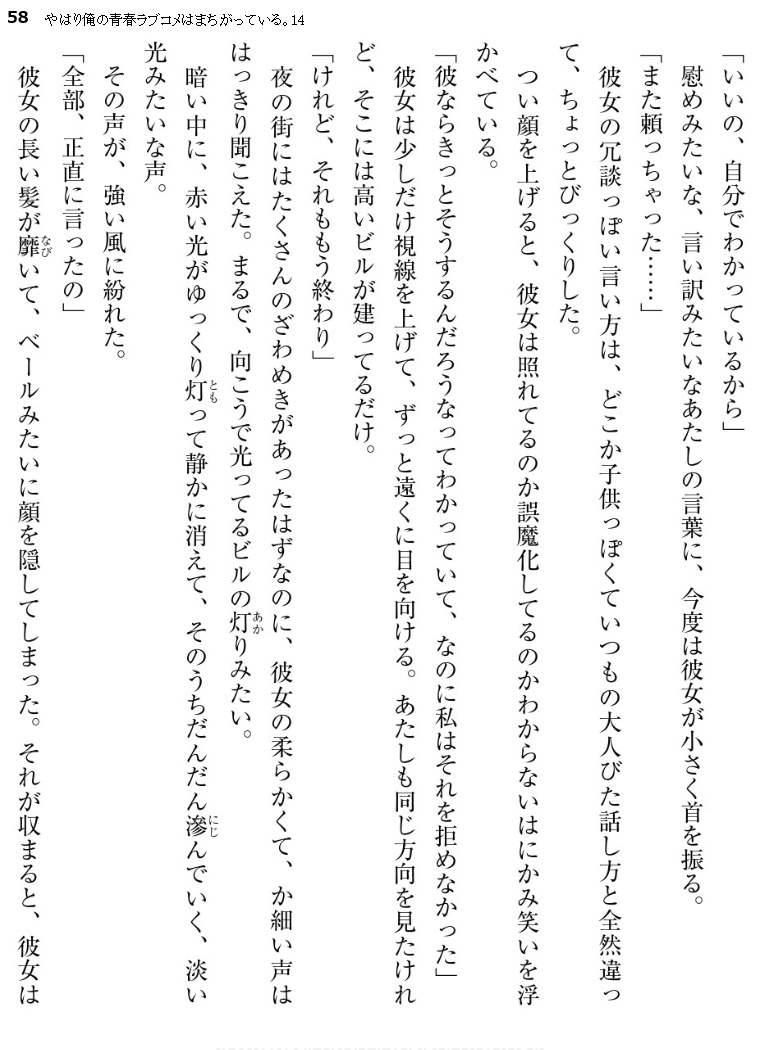 58 やはり俺の青春ラブコメはまちがっている。14
「いいの、自分でわかっているから」
慰めみたいな、言い訳みたいなあたしの言葉に、今度は彼女が小さく首を振る。
「また頼っちゃった……」
彼女の冗談っぽい言い方は、どこか子供っぽくていつもの大人びた話し方と全然違っ
て、ちょっとびっくりした。
つい顔を上げると、彼女は照れてるのか誤魔化してるのかわからないはにかみ笑いを浮
かべている。
「彼ならきっとそうするんだろうなってわかっていて、なのに私はそれを拒めなかった」
彼女は少しだけ視線を上げて、ずっと遠くに目を向ける。あたしも同じ方向を見たけれ
ど、そこには高いビルが建ってるだけ。
「けれど、それももう終わり」
夜の街にはたくさんのざわめきがあったはずなのに、彼女の柔らかくて、か細い声は
はっきり聞こえた。まるで、向こうで光ってるビルの灯りみたい。
暗い中に、赤い光がゆっくり灯って静かに消えて、そのうちだんだん滲んでいく、淡い
光みたいな声。
その声が、強い風に紛れた。
「全部、正直に言ったの」
彼女の長い髪が靡いて、ベールみたいに顔を隠してしまった。それが収まると、彼女は